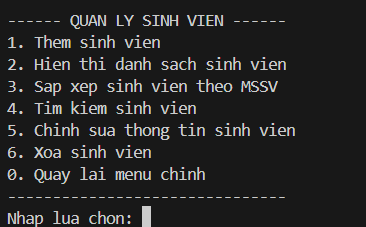 ------ QUAN LY SINH VIEN ------
1. Them sinh vien
2. Hien thi danh sach sinh vien
3. Sap xep sinh vien theo MSSV
4. Tim kiem sinh vien
5. Chinh sua thong tin sinh vien
6. Xoa sinh vien
0. Quay lai menu chinh
-------------------------------
Nhap lua chon: